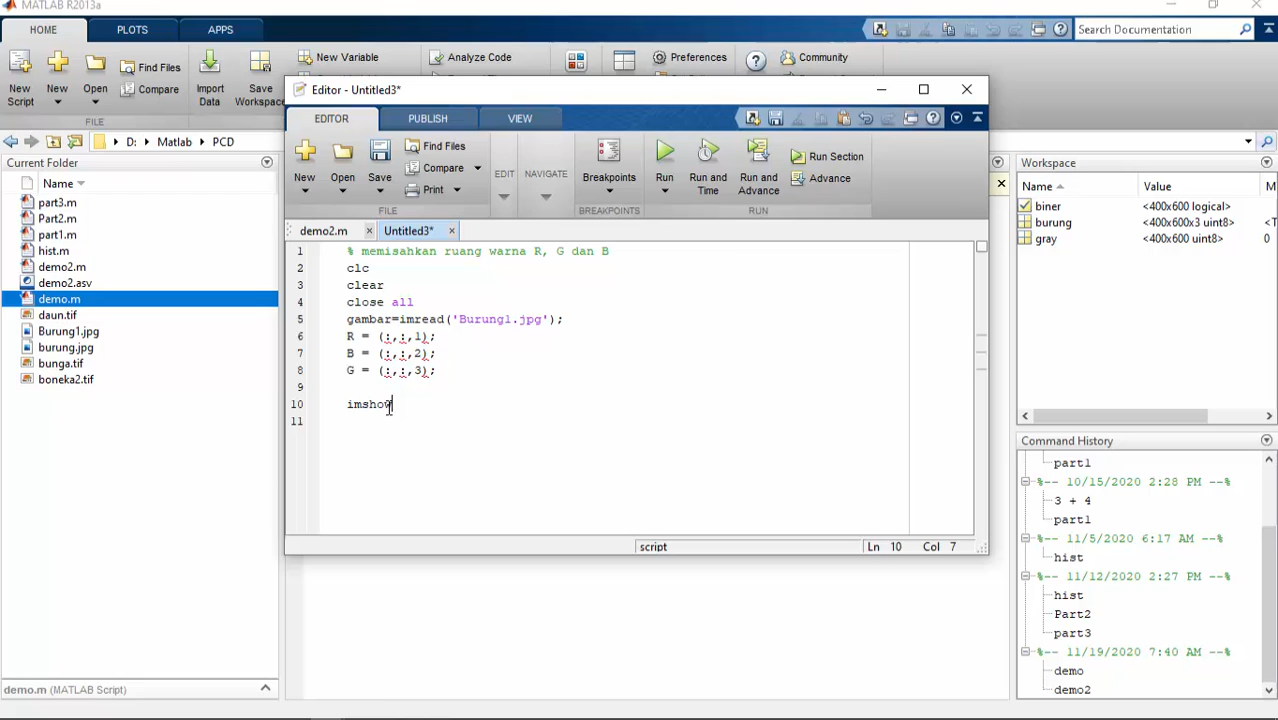 MATLAB R2013a
HOME
PLOTS
APPS
Search Documentation
New Script
New
Open
Find Files
Compare
Import Data
Save Workspace
New Variable
Analyze Code
Preferences
Community
FILE
D:
Matlab
PCD
Current Folder
Name
part3.m
Part2.m
part1.m
hist.m
demo2.m
demo2.asv
demo.m
daun.tif
Burung1.jpg
burung.jpg
bunga.tif
boneka2.tif
demo.m (MATLAB Script)
Editor - Untitled3*
EDITOR
PUBLISH
VIEW
New
Open
Save
Find Files
Compare
Print
FILE
EDIT
NAVIGATE
Breakpoints
BREAKPOINTS
Run
Run and Time
Run and Advance
Run Section
Advance
RUN
demo2.m
Untitled3*
1 % memisahkan ruang warna R, G dan B
2 clc
3 clear
4 close all
5 gambar=imread('Burung1.jpg');
6 R = (:,:,1);
7 B = (:,:,2);
8 G = (:,:,3);
9
10 imshow
11
script
Ln 10 Col 7
Workspace
Name Value M
biner <400x600 logical>
burung <400x600x3 uint8> <T
gray <400x600 uint8> 0
Command History
part1
%-- 10/15/2020 2:28 PM --%
3 + 4
part1
%-- 11/5/2020 6:17 AM --%
hist
%-- 11/12/2020 2:27 PM --%
hist
Part2
part3
%-- 11/19/2020 7:40 AM --%
demo
demo2